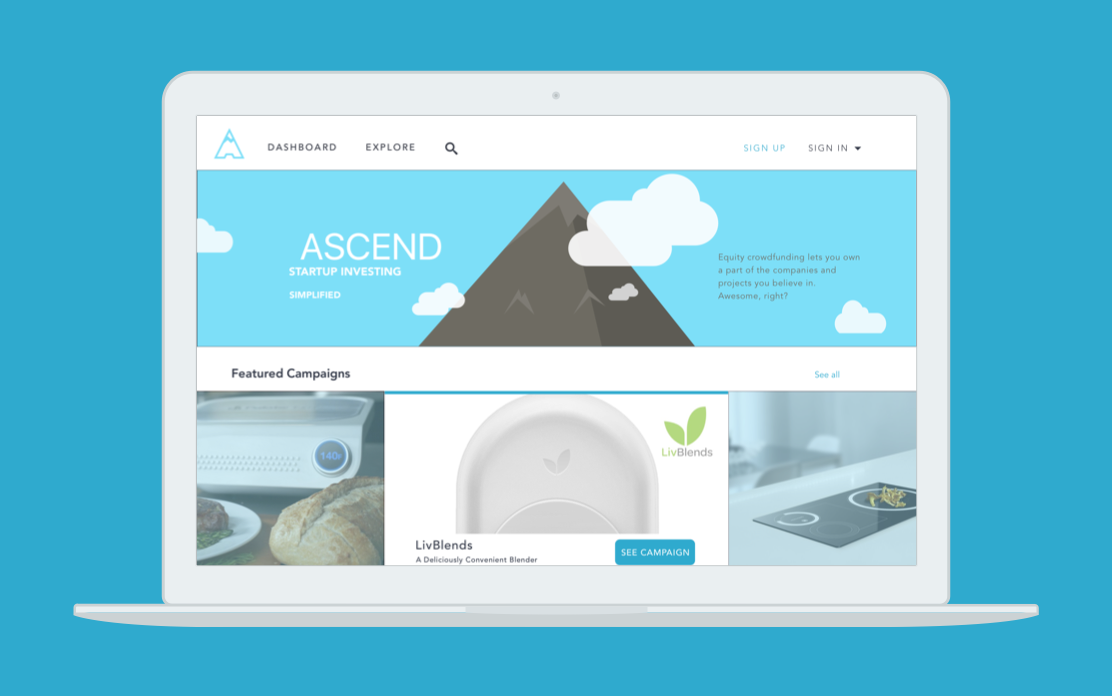 DASHBOARD
EXPLORE
SIGN UP
SIGN IN
ASCEND
STARTUP INVESTING
SIMPLIFIED
Equity crowdfunding lets you own
a part of the companies and
projects you believe in.
Awesome, right?
Featured Campaigns
See all
140F
LivBlends
LivBlends
A Deliciously Convenient Blender
SEE CAMPAIGN